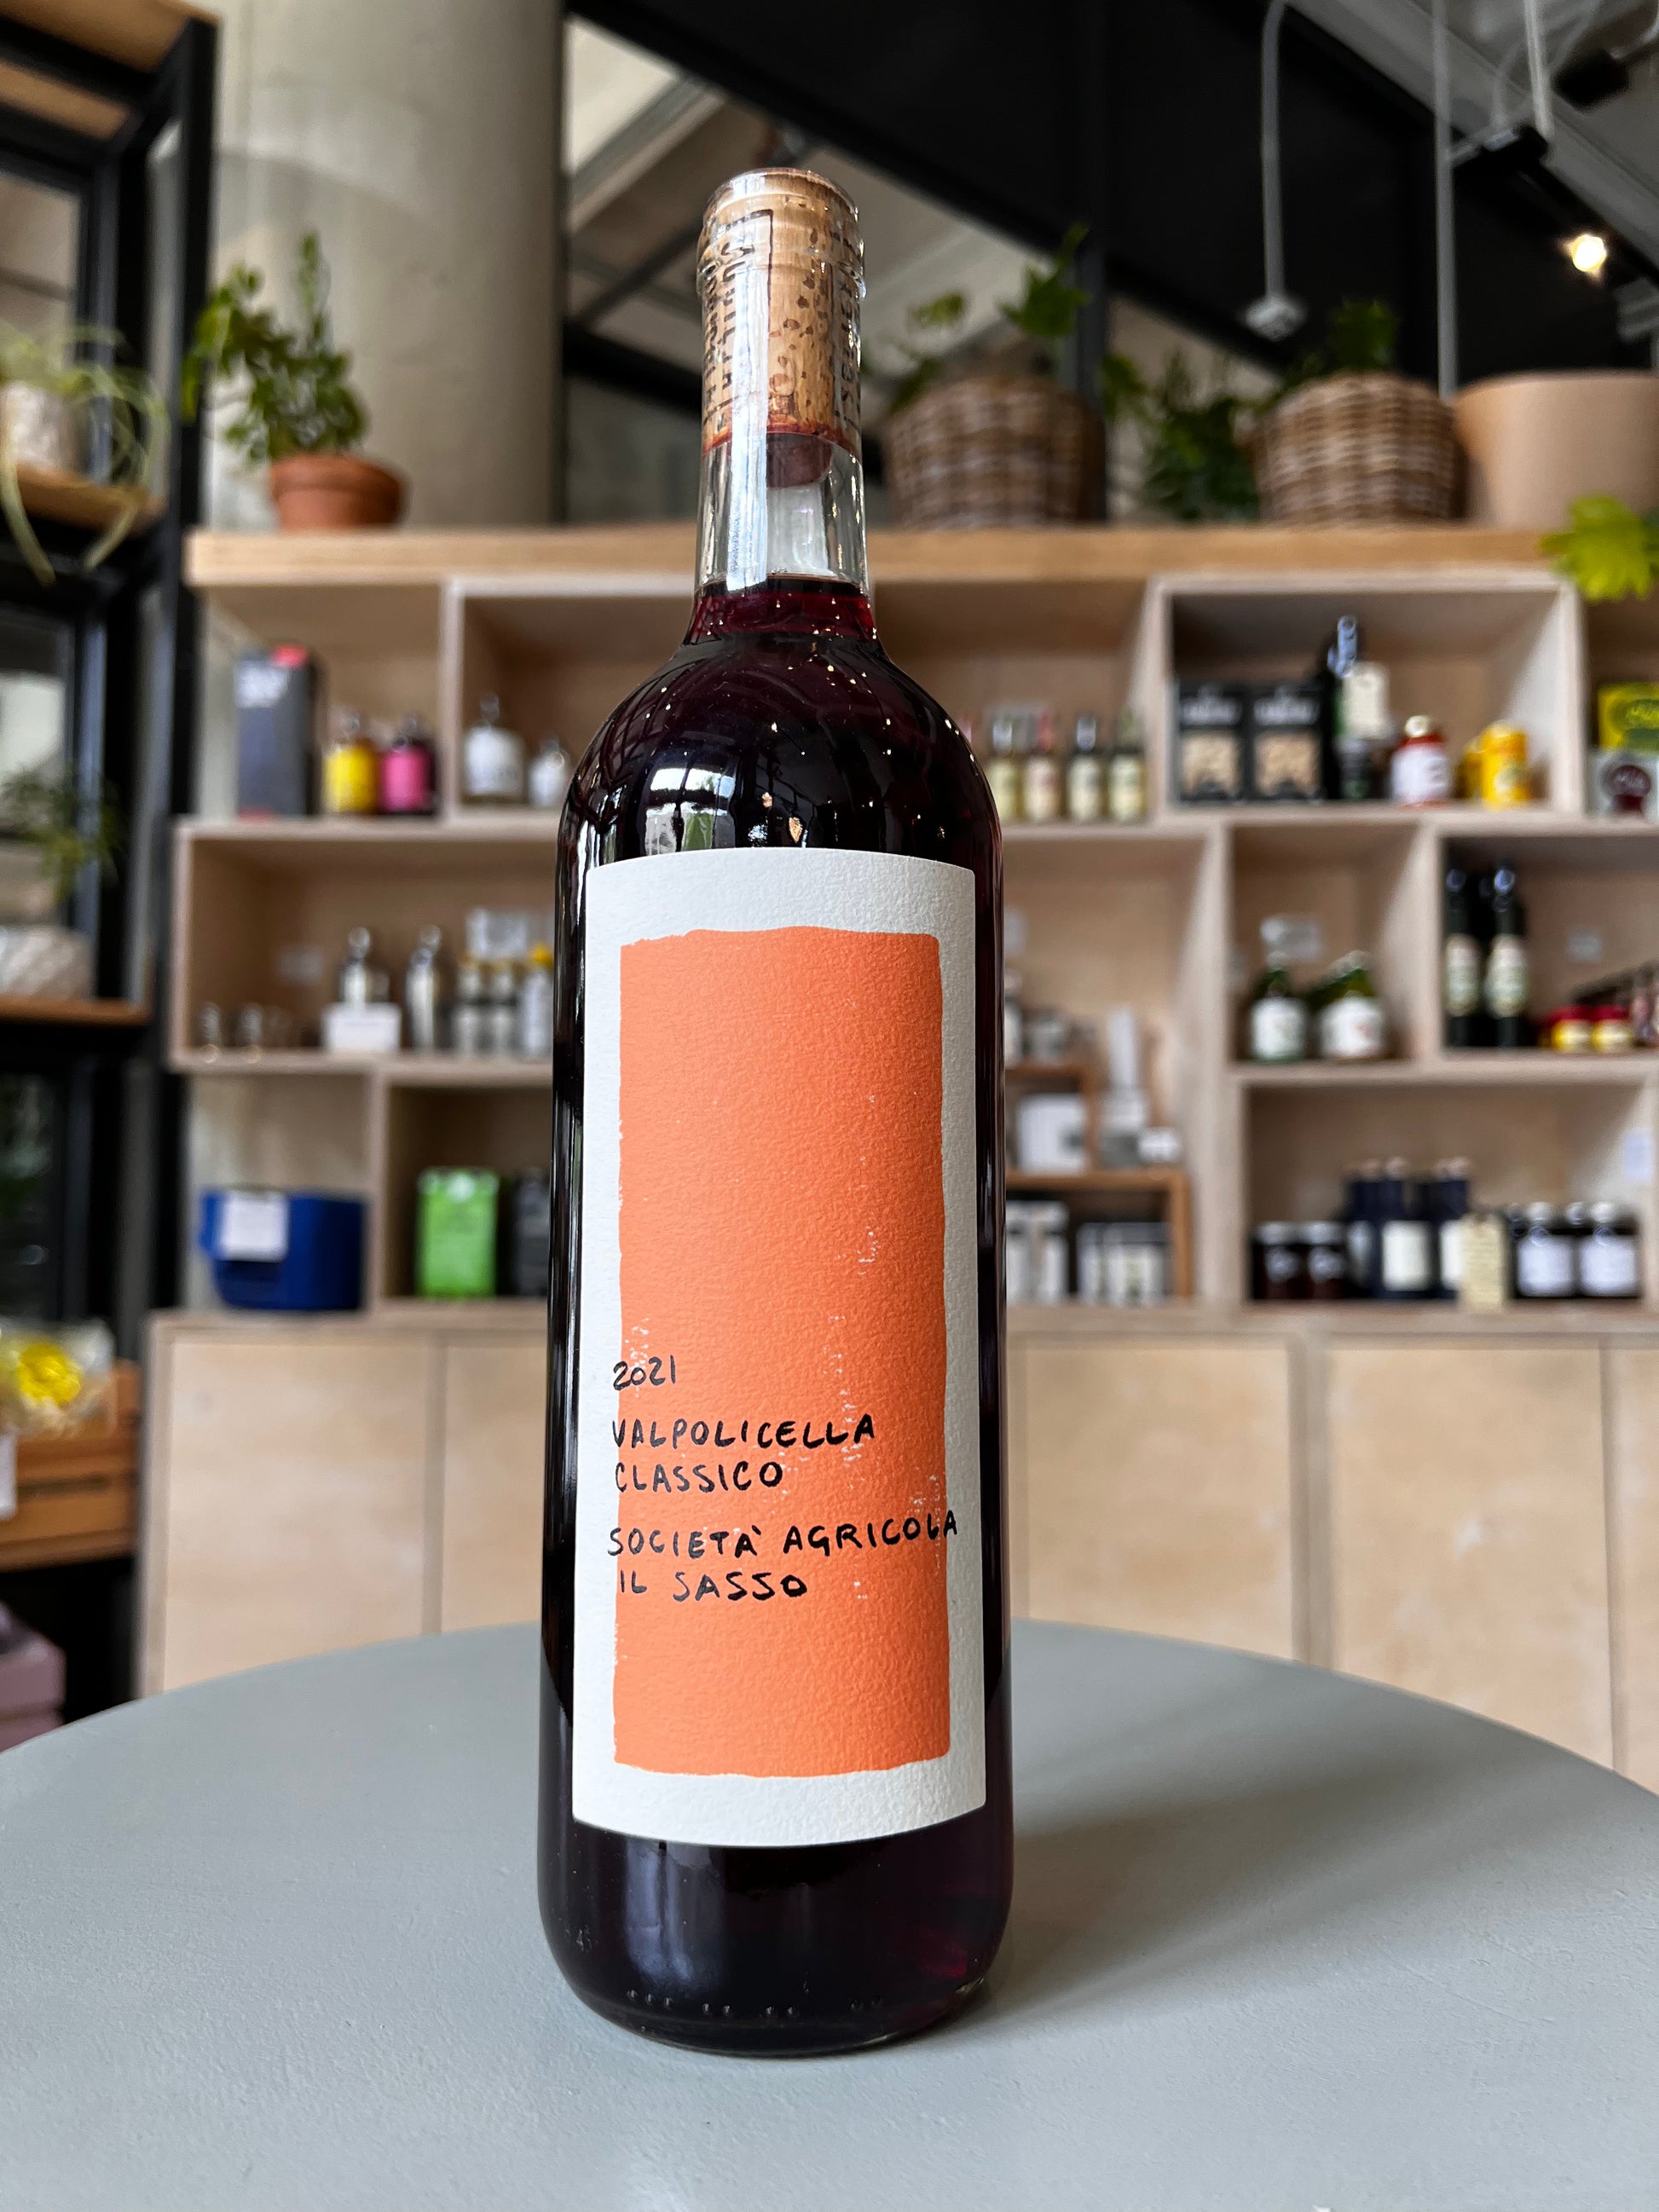 2021
VALPOLICELLA
CLASSICO
SOCIETÀ AGRICOLA
IL SASSO